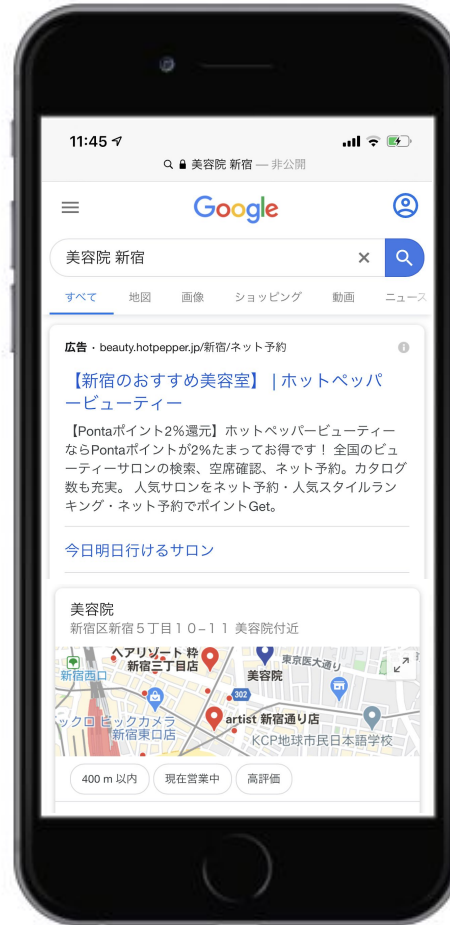 11:45
美容院 新宿 — 非公開
Google
美容院 新宿
すべて 地図 画像 ショッピング 動画 ニュース
広告・beauty.hotpepper.jp/新宿/ネット予約
【新宿のおすすめ美容室】 | ホットペッパ
ービューティー
【Pontaポイント2%還元】ホットペッパービューティー
ならPontaポイントが2%たまってお得です！ 全国のビュ
ーティーサロンの検索、空席確認、ネット予約。カタログ
数も充実。 人気サロンをネット予約・人気スタイルラン
キング・ネット予約でポイントGet。
今日明日行けるサロン
美容院
新宿区新宿５丁目１０−１１ 美容院付近
ヘアリゾート 粋
新宿三丁目店
美容院
東京医大通り
新宿西口
302
ックロ ビックカメラ
新宿東口店
artist 新宿通り店
KCP地球市民日本語学校
400 m 以内 現在営業中 高評価